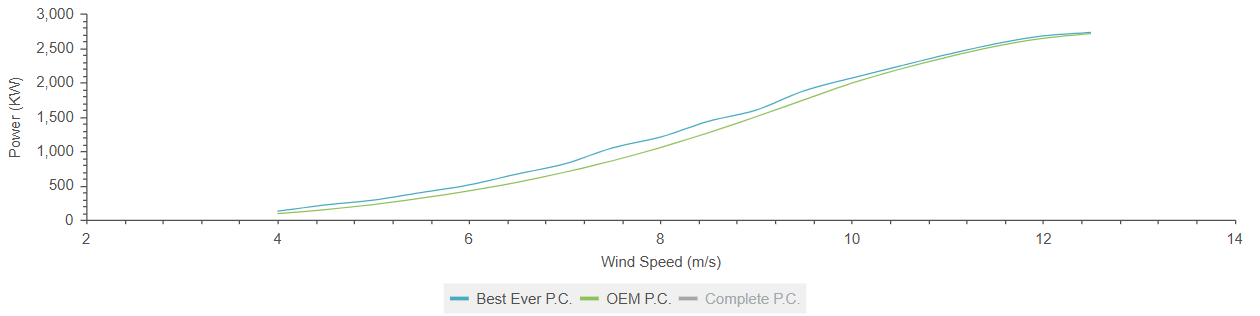 3,000
2,500
2,000
1,500
1,000
500
0
Power (KW)
2 4 6 8 10 12 14
Wind Speed (m/s)
Best Ever P.C. OEM P.C. Complete P.C.